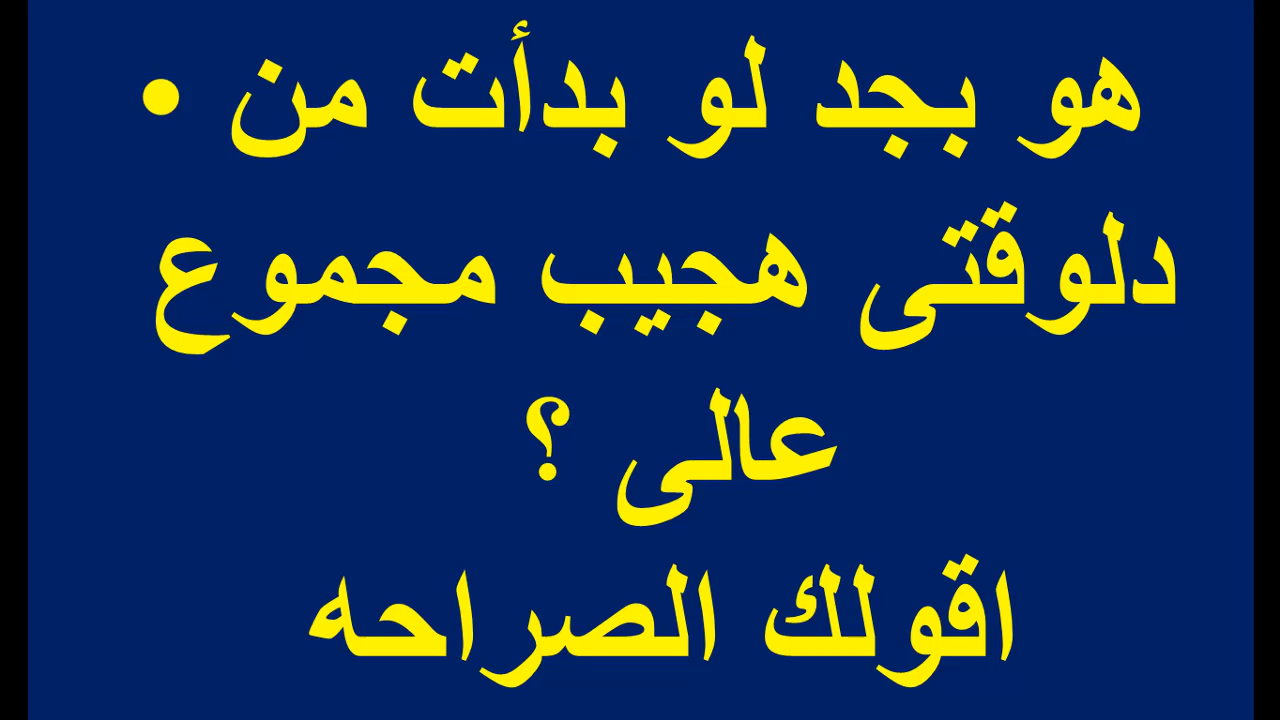 هو بجد لو بدأت من •
دلوقتى هجيب مجموع
عالى ؟
اقولك الصراحه